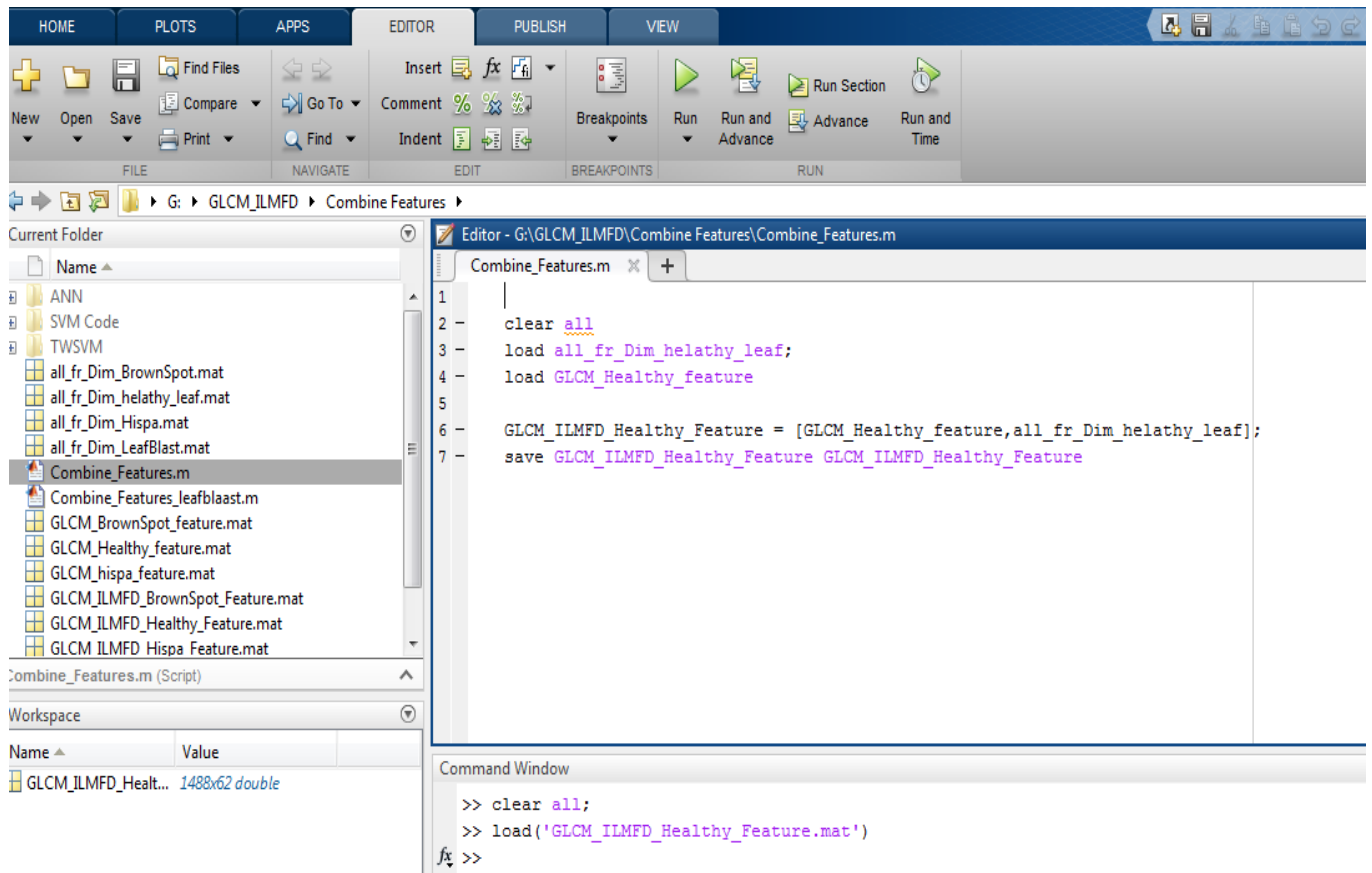 HOME PLOTS APPS EDITOR PUBLISH VIEW
New Open Save Find Files Compare Print
FILE
Go To Find
NAVIGATE
Insert fx
Comment
Indent
EDIT
Breakpoints
BREAKPOINTS
Run Run and Advance Run Section Advance Run and Time
RUN
G: GLCM_ILMFD Combine Features
Current Folder
Name
ANN
SVM Code
TWSVM
all_fr_Dim_BrownSpot.mat
all_fr_Dim_helathy_leaf.mat
all_fr_Dim_Hispa.mat
all_fr_Dim_LeafBlast.mat
Combine_Features.m
Combine_Features_leafblaast.m
GLCM_BrownSpot_feature.mat
GLCM_Healthy_feature.mat
GLCM_hispa_feature.mat
GLCM_ILMFD_BrownSpot_Feature.mat
GLCM_ILMFD_Healthy_Feature.mat
GLCM_ILMFD_Hispa_Feature.mat
Combine_Features.m (Script)
Workspace
Name Value
GLCM_ILMFD_Healt... 1488x62 double
Editor - G:\GLCM_ILMFD\Combine Features\Combine_Features.m
Combine_Features.m
1
2 - clear all
3 - load all_fr_Dim_helathy_leaf;
4 - load GLCM_Healthy_feature
5
6 - GLCM_ILMFD_Healthy_Feature = [GLCM_Healthy_feature,all_fr_Dim_helathy_leaf];
7 - save GLCM_ILMFD_Healthy_Feature GLCM_ILMFD_Healthy_Feature
Command Window
>> clear all;
>> load('GLCM_ILMFD_Healthy_Feature.mat')
fx >>